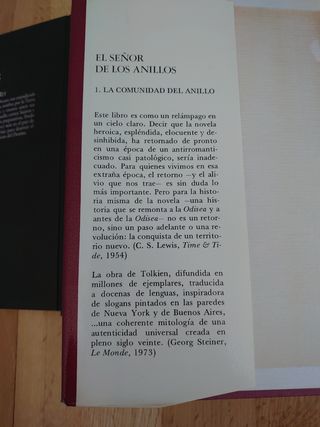 EL SEÑOR
DE LOS ANILLOS
1. LA COMUNIDAD DEL ANILLO
Este libro es como un relámpago en
un cielo claro. Decir que la novela
heroica, espléndida, elocuente y de-
sinhibida, ha retornado de pronto
en una época de un antirromanti-
cismo casi patológico, sería inade-
cuado. Para quienes vivimos en esa
extraña época, el retorno —y el ali-
vio que nos trae— es sin duda lo
más importante. Pero para la histo-
ria misma de la novela —una his-
toria que se remonta a la Odisea y a
antes de la Odisea— no es un retor-
no, sino un paso adelante o una re-
volución: la conquista de un territo-
rio nuevo. (C. S. Lewis, Time & Ti-
de, 1954)
La obra de Tolkien, difundida en
millones de ejemplares, traducida
a docenas de lenguas, inspiradora
de slogans pintados en las paredes
de Nueva York y de Buenos Aires,
...una coherente mitología de una
autenticidad universal creada en
pleno siglo veinte. (Georg Steiner,
Le Monde, 1973)